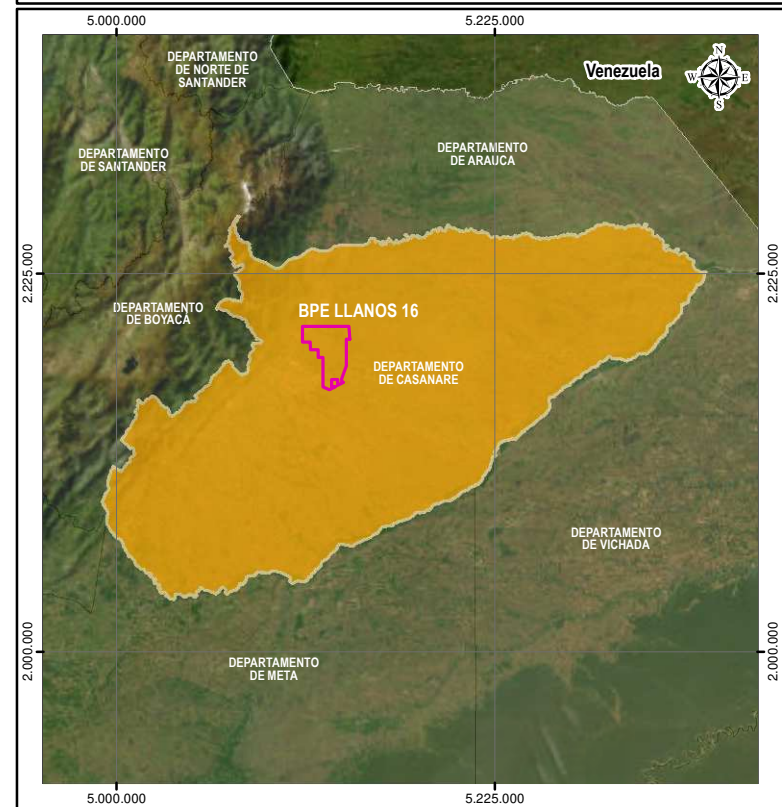 5.000.000
5.225.000
DEPARTAMENTO
DE NORTE DE
SANTANDER
Venezuela
N
W
E
S
DEPARTAMENTO
DE SANTANDER
DEPARTAMENTO
DE ARAUCA
2.225.000
2.225.000
DEPARTAMENTO
DE BOYACÁ
BPE LLANOS 16
DEPARTAMENTO
DE CASANARE
DEPARTAMENTO
DE VICHADA
2.000.000
2.000.000
DEPARTAMENTO
DE META
5.000.000
5.225.000